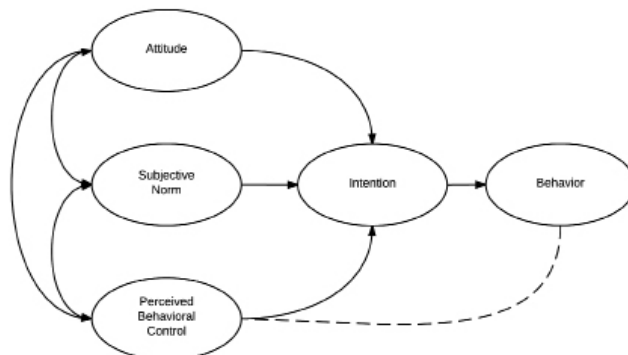 Attitude
Subjective
Norm
Intention
Behavior
Perceived
Behavioral
Control